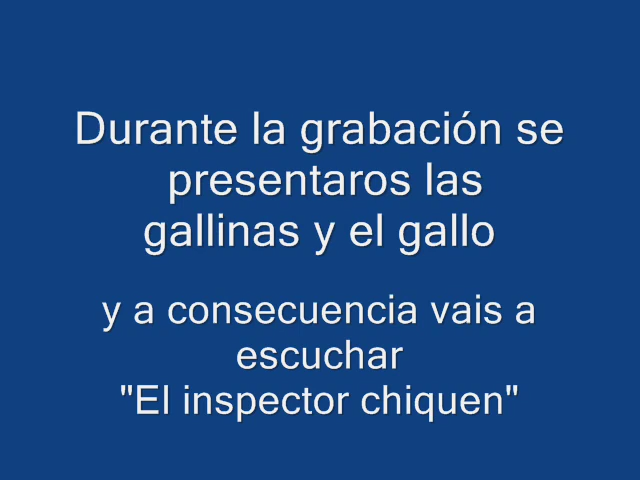 Durante la grabación se
presentaros las
gallinas y el gallo
y a consecuencia vais a
escuchar
"El inspector chiquen"